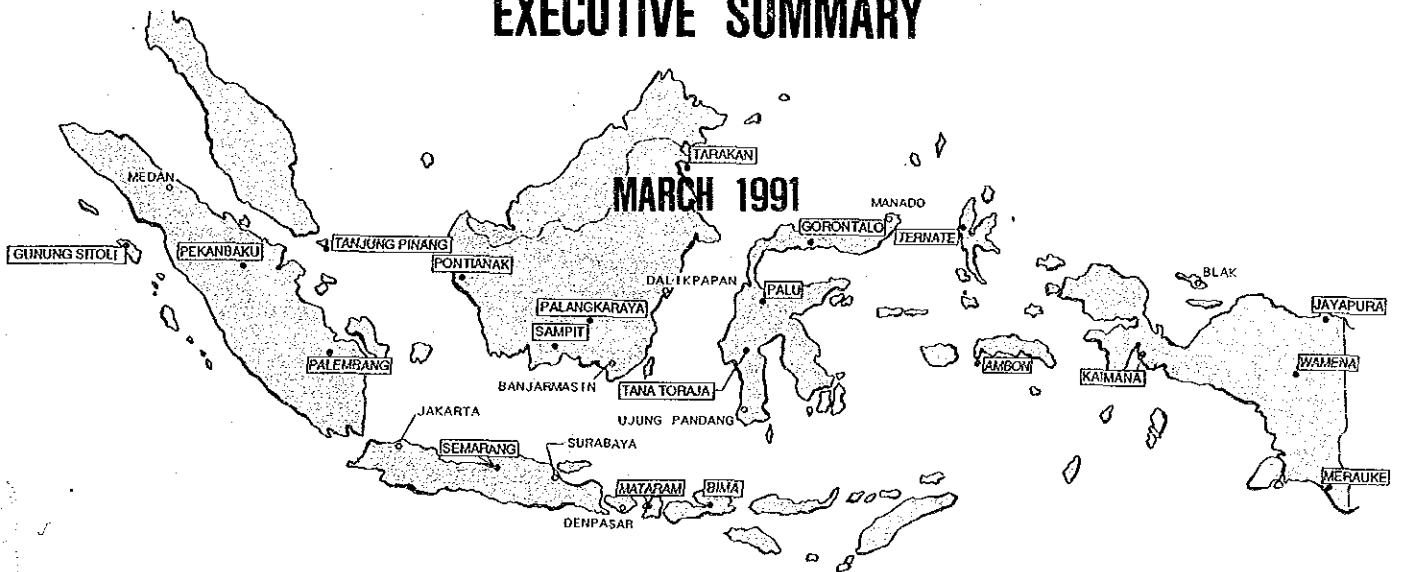 EXECUTIVE SUMMARY
TARAKAN
MEDAN
MARCH 1991
MANADO
GORONTALO
TERNATE
TANJUNG PINANG
GUNUNG SITOLI
PEKANBAKU
PONTIANAK
BLAK
DALIKPAPAN
PALU
PALANGKARAYA
JAYAPURA
SAMPIT
PALEMBANG
AMBON
WAMENA
KAIMANA
BANJARMASIN
TANA TORAJA
JAKARTA
UJUNG PANDANG
SEMARANG
SURABAYA
MERAUKE
MATARAM
BIMA
DENPASAR